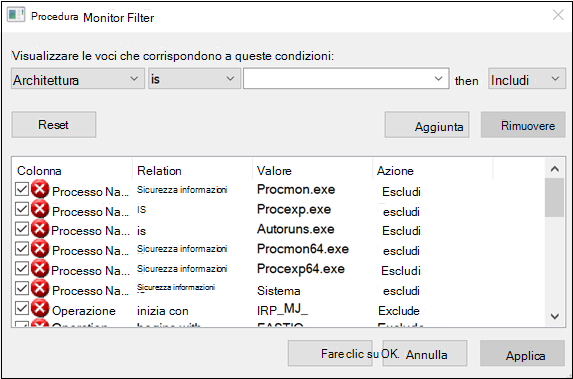 Procedura Monitor Filter
Visualizzare le voci che corrispondono a queste condizioni:
Architettura is then Includi
Reset Aggiunta Rimuovere
Colonna Relation Valore Azione
Processo Na... Sicurezza informazioni Procmon.exe Escludi
Processo Na... IS Procexp.exe escludi
Processo Na... is Autoruns.exe Escludi
Processo Na... Sicurezza informazioni Procmon64.exe escludi
Processo Na... Sicurezza informazioni Procexp64.exe Escludi
Processo Na... Sicurezza informazioni Sistema escludi
Operazione inizia con IRP_MJ_ Exclude
Operation begins with FASTIO Exclude
Fare clic su OK. Annulla Applica